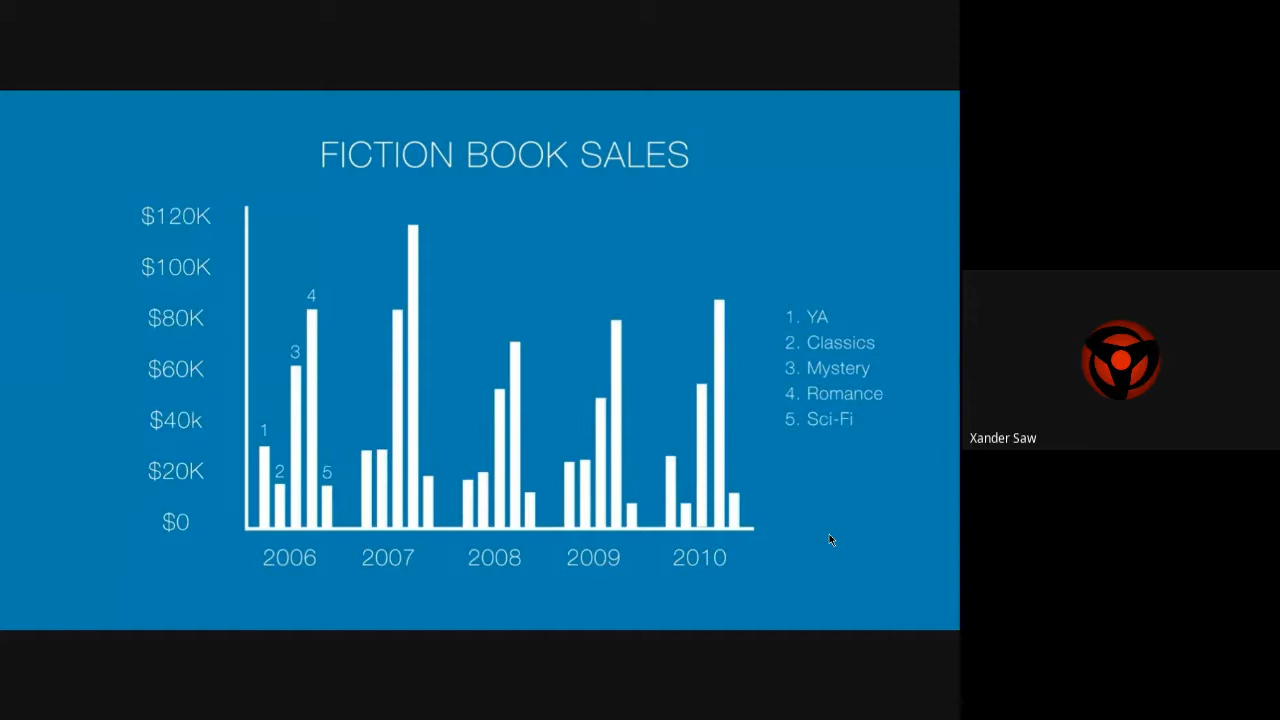 FICTION BOOK SALES
$120K
$100K
$80K
$60K
$40k
$20K
$0
1
2
3
4
5
2006
2007
2008
2009
2010
1. YA
2. Classics
3. Mystery
4. Romance
5. Sci-Fi
Xander Saw